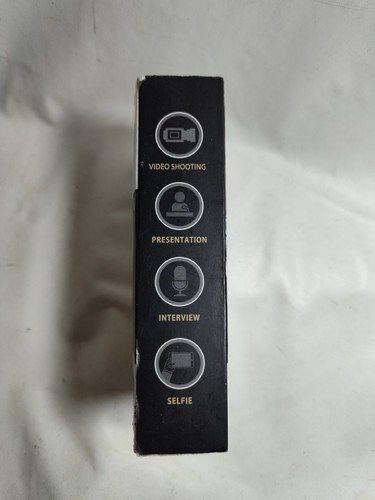 VIDEO SHOOTING
PRESENTATION
INTERVIEW
SELFIE